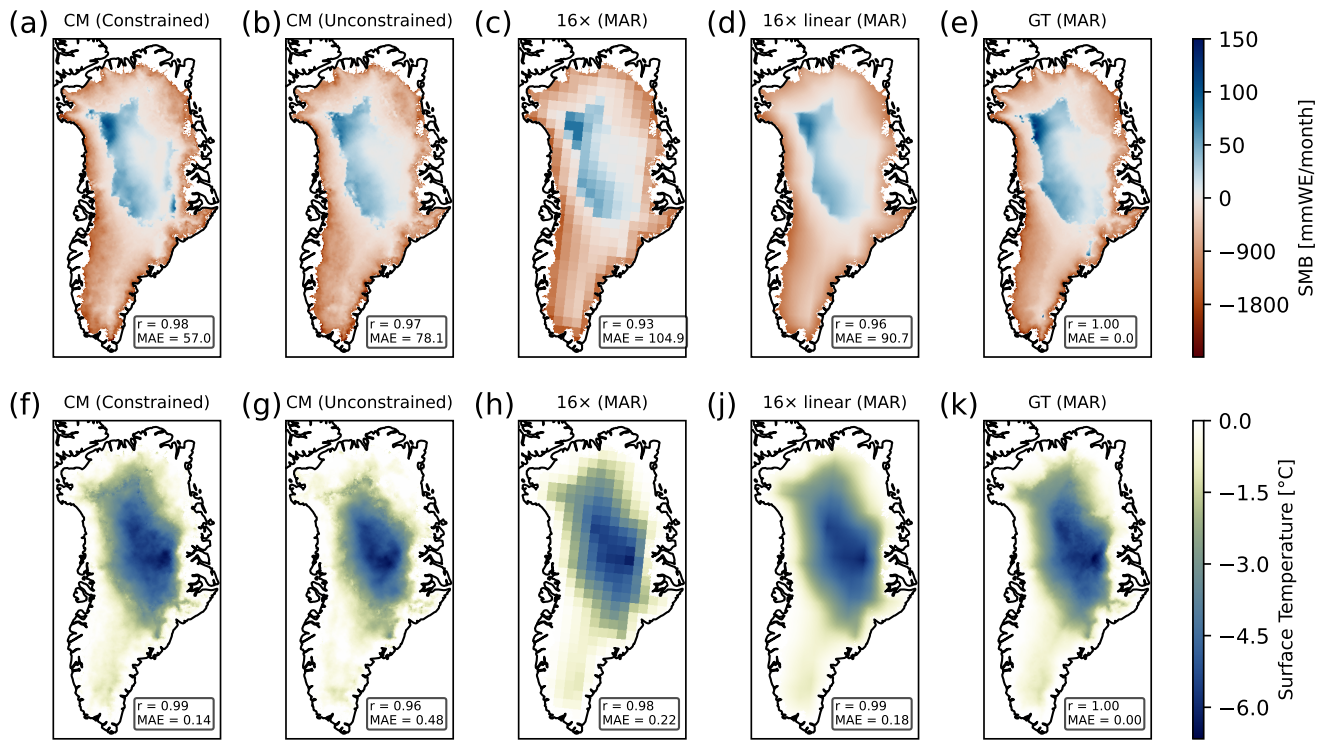 (a) CM (Constrained)
(b) CM (Unconstrained)
(c) 16× (MAR)
(d) 16× linear (MAR)
(e) GT (MAR)
r = 0.98
MAE = 57.0
r = 0.97
MAE = 78.1
r = 0.93
MAE = 104.9
r = 0.96
MAE = 90.7
r = 1.00
MAE = 0.0
150
100
50
0
−900
−1800
SMB [mmWE/month]
(f) CM (Constrained)
(g) CM (Unconstrained)
(h) 16× (MAR)
(j) 16× linear (MAR)
(k) GT (MAR)
r = 0.99
MAE = 0.14
r = 0.96
MAE = 0.48
r = 0.98
MAE = 0.22
r = 0.99
MAE = 0.18
r = 1.00
MAE = 0.00
0.0
−1.5
−3.0
−4.5
−6.0
Surface Temperature [°C]